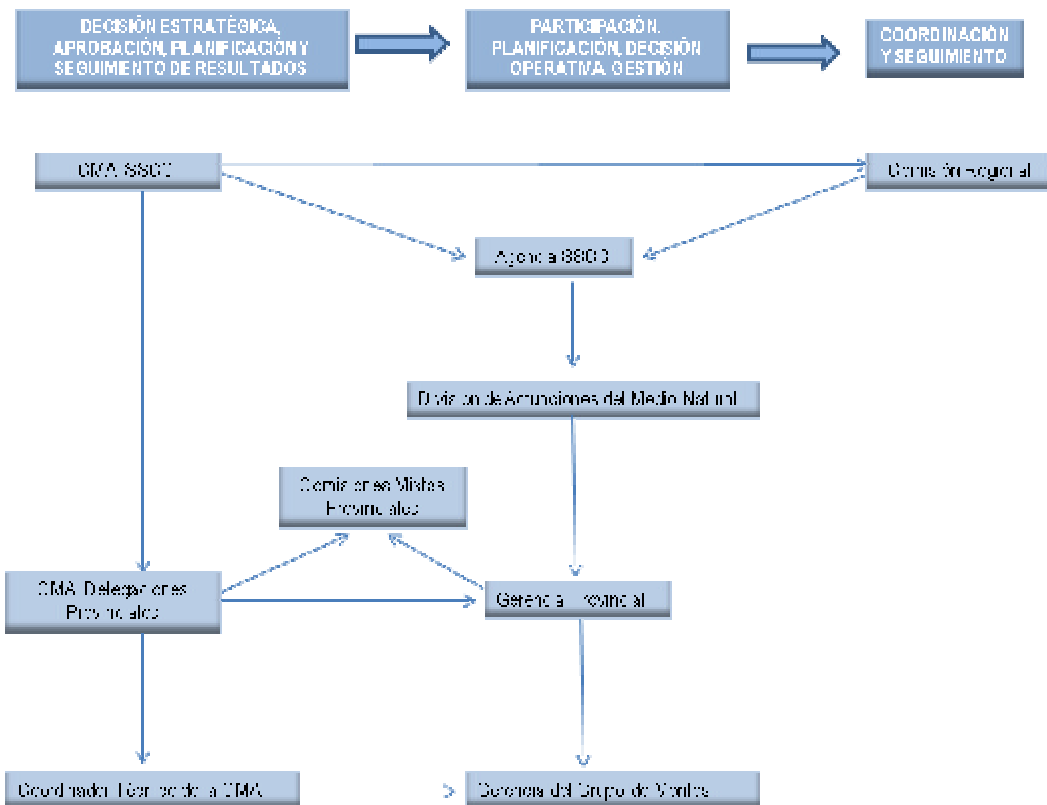 DECISIÓN ESTRATÉGICA,
APROBACIÓN, PLANIFICACIÓN Y
SEGUIMIENTO DE RESULTADOS
PARTICIPACIÓN.
PLANIFICACIÓN, DECISIÓN
OPERATIVA. GESTIÓN
COORDINACIÓN
Y SEGUIMIENTO
CMA SSCC
Comisión Regional
Agencia SSCC
División de Actuaciones del Medio Natural
Comisiones Mixtas
Provinciales
CMA Delegaciones
Provinciales
Gerencia Provincial
Coordinador Técnico de la CMA
Gerencia del Grupo de Montes